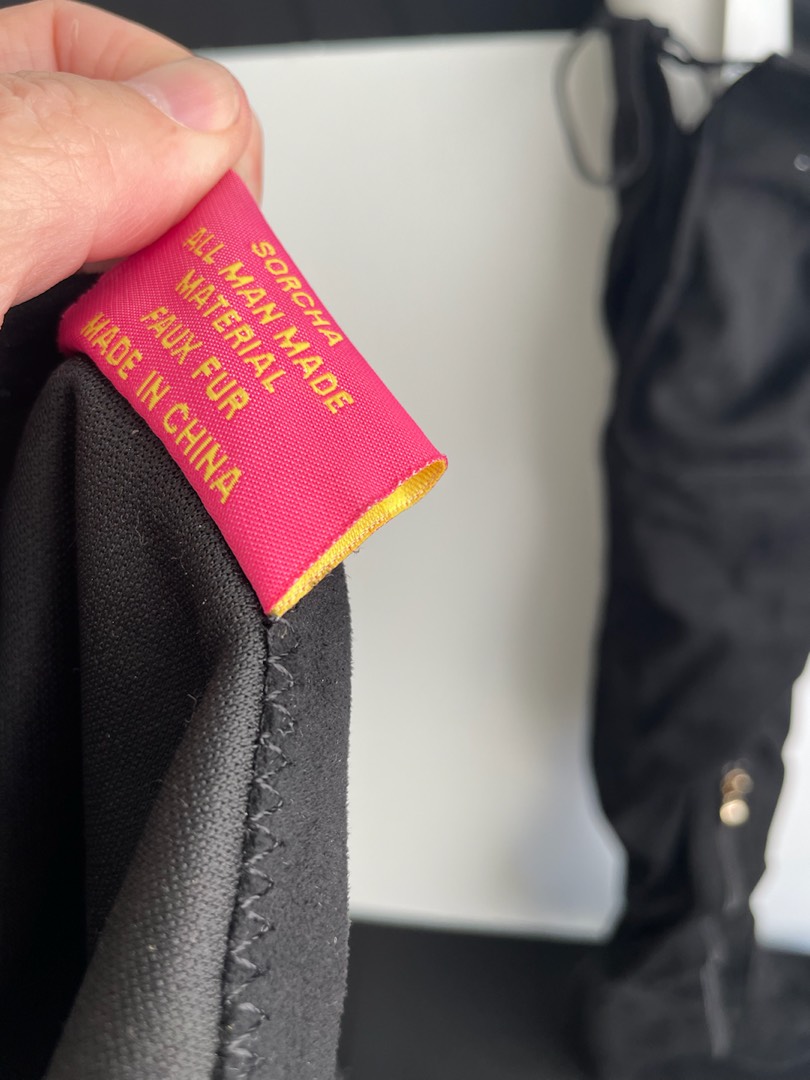 SORCHA
ALL MAN MADE
MATERIAL
FAUX FUR
MADE IN CHINA